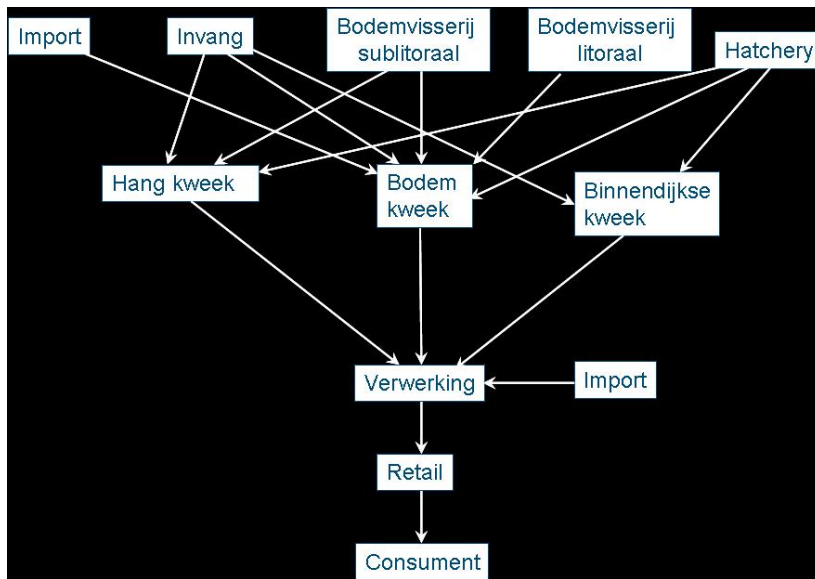 Import
Invang
Bodemvisserij
sublitoraal
Bodemvisserij
litoraal
Hatchery
Hang kweek
Bodem
kweek
Binnendijkse
kweek
Verwerking
Import
Retail
Consument